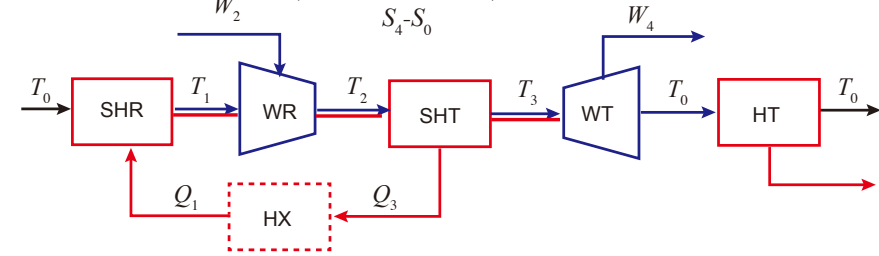 W₂
S₄-S₀
W₄
T₀ SHR T₁ WR T₂ SHT T₃ WT T₀ HT T₀
Q₁ HX Q₃